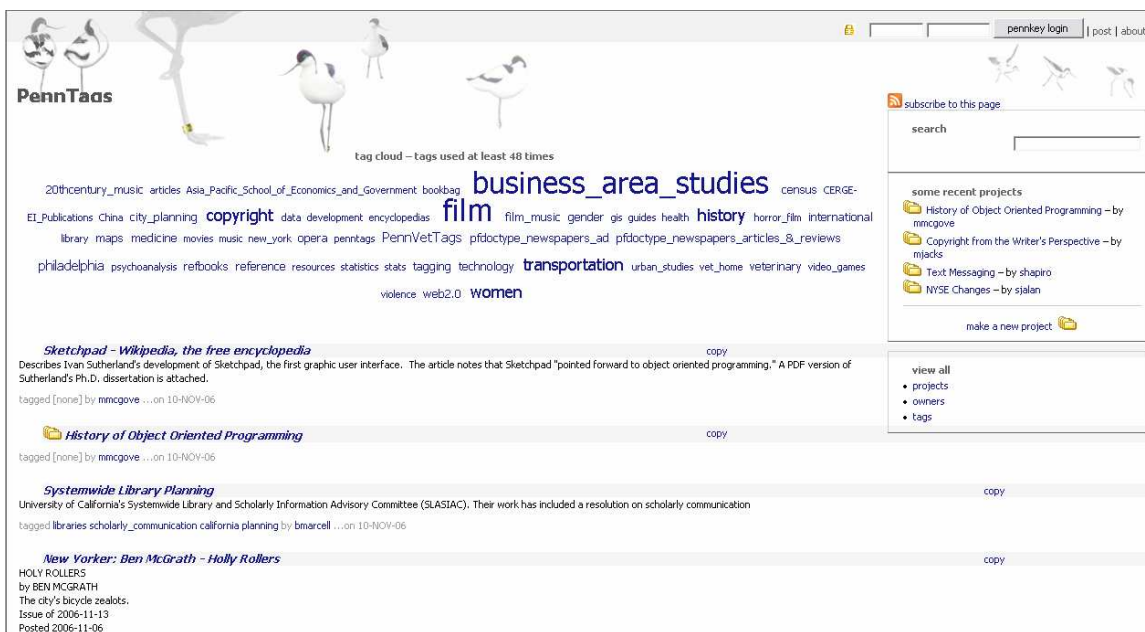 pennkey login | post | about
PennTags
subscribe to this page
search
tag cloud – tags used at least 48 times
20thcentury_music articles Asia_Pacific_School_of_Economics_and_Government bookbag business_area_studies census CERGE-
EI_Publications China city_planning copyright data development encyclopedias film film_music gender gis guides health history horror_film international
library maps medicine movies music new_york opera penntags PennVetTags pfdoctype_newspapers_ad pfdoctype_newspapers_articles_&_reviews
philadelphia psychoanalysis refbooks reference resources statistics stats tagging technology transportation urban_studies vet_home veterinary video_games
violence web2.0 women
some recent projects
History of Object Oriented Programming – by
mmcgove
Copyright from the Writer's Perspective – by
mjacks
Text Messaging – by shapiro
NYSE Changes – by sjalan
make a new project
view all
• projects
• owners
• tags
Sketchpad - Wikipedia, the free encyclopedia copy
Describes Ivan Sutherland's development of Sketchpad, the first graphic user interface. The article notes that Sketchpad "pointed forward to object oriented programming." A PDF version of
Sutherland's Ph.D. dissertation is attached.
tagged [none] by mmcgove ...on 10-NOV-06
History of Object Oriented Programming copy
tagged [none] by mmcgove ...on 10-NOV-06
Systemwide Library Planning copy
University of California's Systemwide Library and Scholarly Information Advisory Committee (SLASIAC). Their work has included a resolution on scholarly communication
tagged libraries scholarly_communication california planning by bmarcell ...on 10-NOV-06
New Yorker: Ben McGrath - Holly Rollers copy
HOLY ROLLERS
by BEN MCGRATH
The city's bicycle zealots.
Issue of 2006-11-13
Posted 2006-11-06